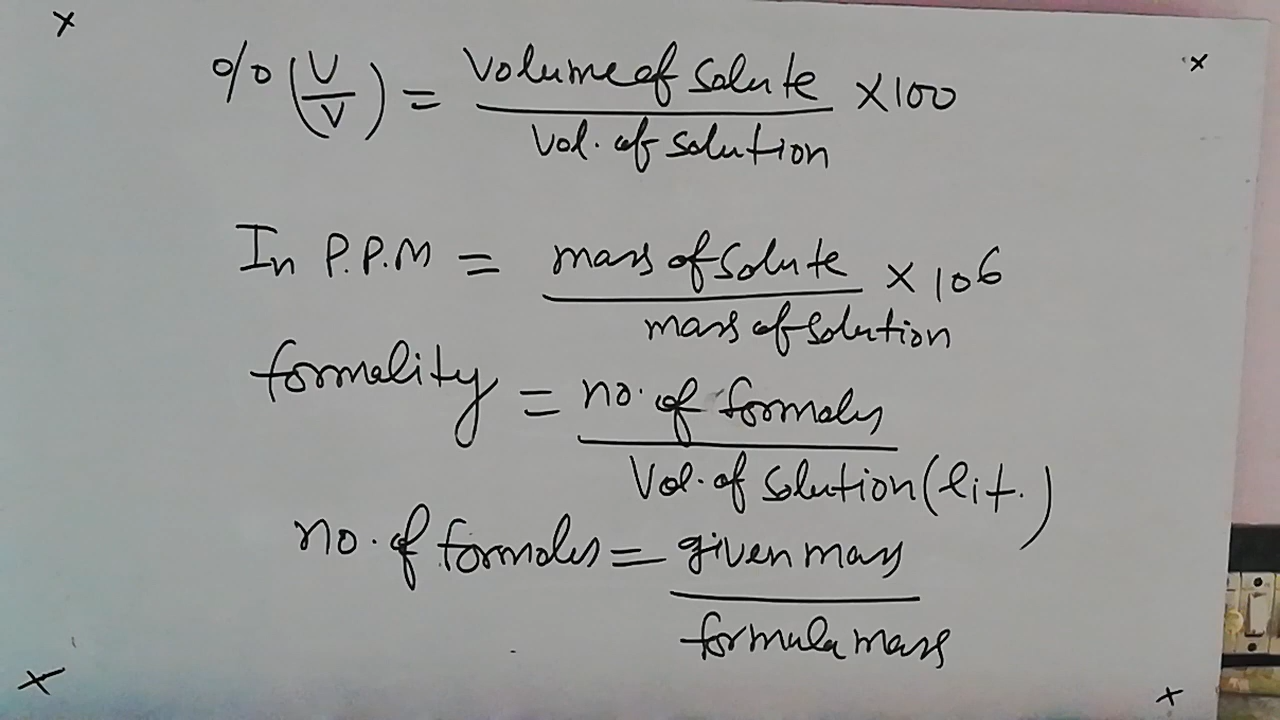 x
x
% (V/V) = Volume of Solute / Vol. of solution × 100
In P.P.M = mass of Solute / mass of Solution × 10⁶
formality = no. of formoles / Vol. of Solution (lit.)
no. of formoles = given mass / formula mass
x
x